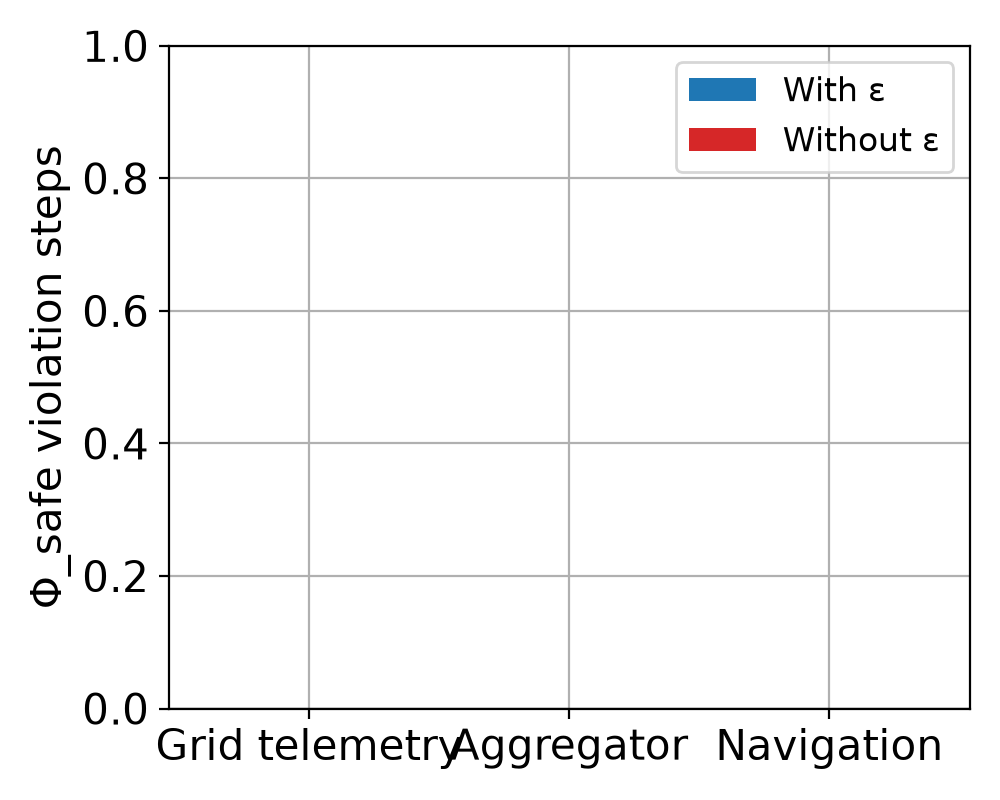 Φ_safe violation steps
1.0
0.8
0.6
0.4
0.2
0.0
With ε
Without ε
Grid telemetry
Aggregator
Navigation